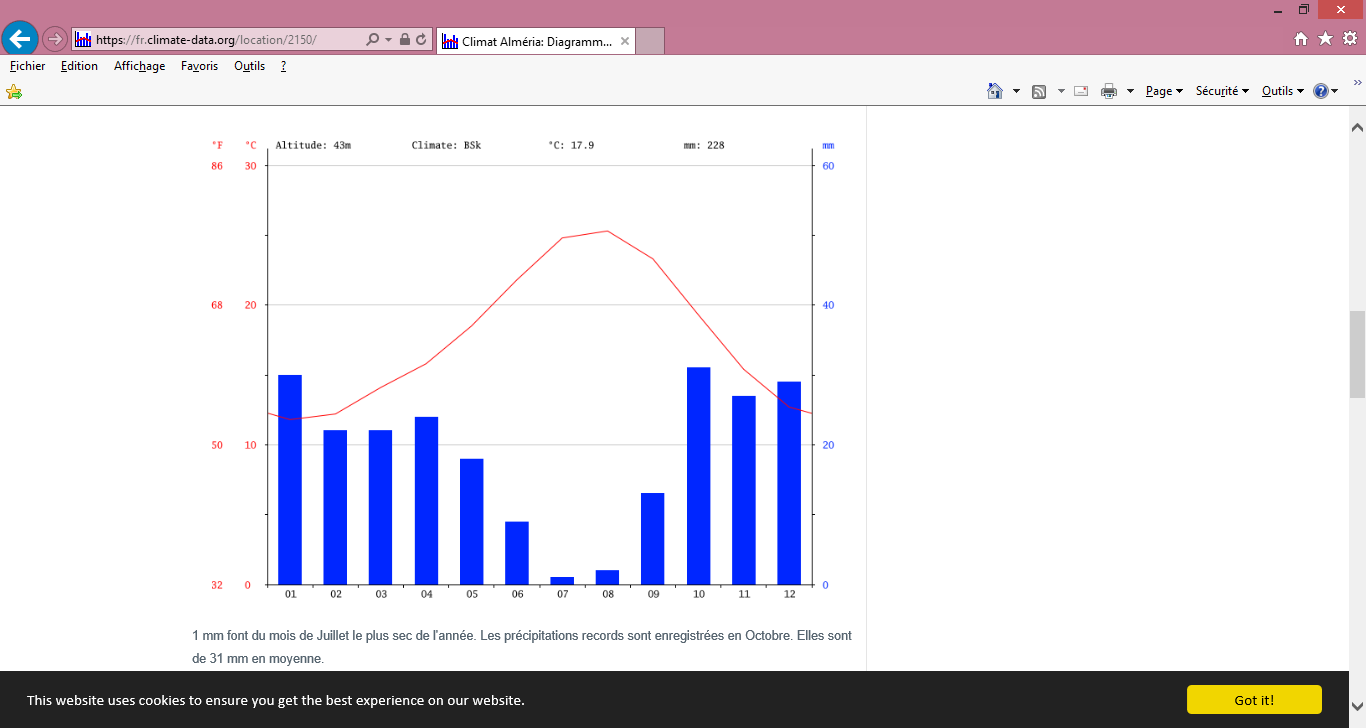 https://fr.climate-data.org/location/2150/
Climat Alméria: Diagramm...
Fichier Edition Affichage Favoris Outils ?
Page Sécurité Outils
°F °C Altitude: 43m Climate: BSk °C: 17.9 mm: 228 mm
86 30 60
68 20 40
50 10 20
32 0 0
01 02 03 04 05 06 07 08 09 10 11 12
1 mm font du mois de Juillet le plus sec de l'année. Les précipitations records sont enregistrées en Octobre. Elles sont
de 31 mm en moyenne.
This website uses cookies to ensure you get the best experience on our website.
Got it!